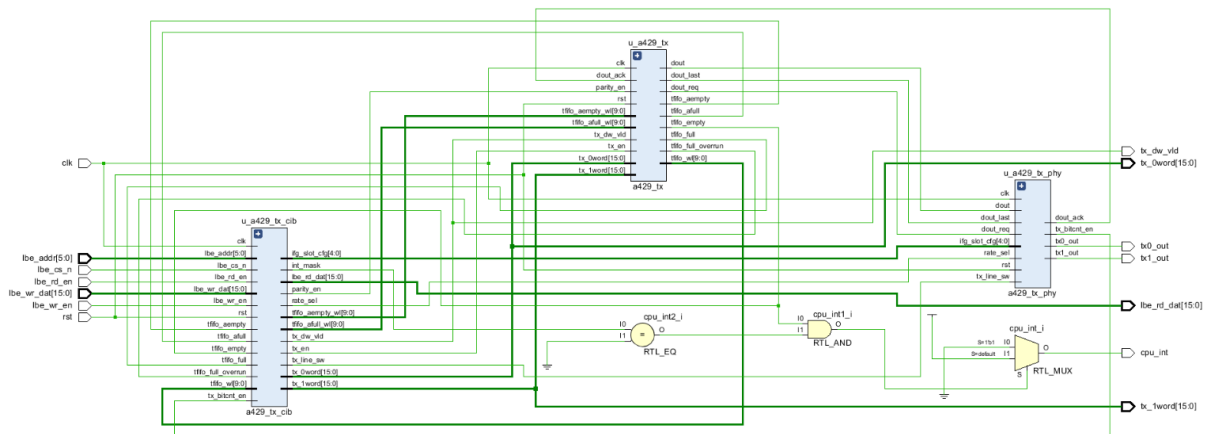 u_a429_tx
clk
dout_ack
parity_en
rst
tfifo_aempty_wl[9:0]
tfifo_afull_wl[9:0]
tx_dw_vld
tx_en
tx_0word[15:0]
tx_1word[15:0]
dout
dout_last
dout_req
tfifo_aempty
tfifo_afull
tfifo_empty
tfifo_full
tfifo_full_overrun
tfifo_wl[9:0]
a429_tx
clk
tx_dw_vld
tx_0word[15:0]
u_a429_tx_phy
clk
dout
dout_last
dout_req
ifg_slot_cfg[4:0]
rate_sel
rst
tx_line_sw
dout_ack
tx_bitcnt_en
tx0_out
tx1_out
a429_tx_phy
tx0_out
tx1_out
u_a429_tx_cib
lbe_addr[5:0]
lbe_cs_n
lbe_rd_en
lbe_wr_dat[15:0]
lbe_wr_en
rst
clk
lbe_addr[5:0]
lbe_cs_n
lbe_rd_en
lbe_wr_dat[15:0]
lbe_wr_en
rst
tfifo_aempty
tfifo_afull
tfifo_empty
tfifo_full
tfifo_full_overrun
tfifo_wl[9:0]
tx_bitcnt_en
ifg_slot_cfg[4:0]
int_mask
lbe_rd_dat[15:0]
parity_en
rate_sel
tfifo_aempty_wl[9:0]
tfifo_afull_wl[9:0]
tx_dw_vld
tx_en
tx_line_sw
tx_0word[15:0]
tx_1word[15:0]
a429_tx_cib
lbe_rd_dat[15:0]
cpu_int2_i
I0
I1
=
O
RTL_EQ
cpu_int1_i
I0
I1
O
RTL_AND
cpu_int_i
S=1'b1
I0
S=default
I1
S
O
RTL_MUX
cpu_int
tx_1word[15:0]